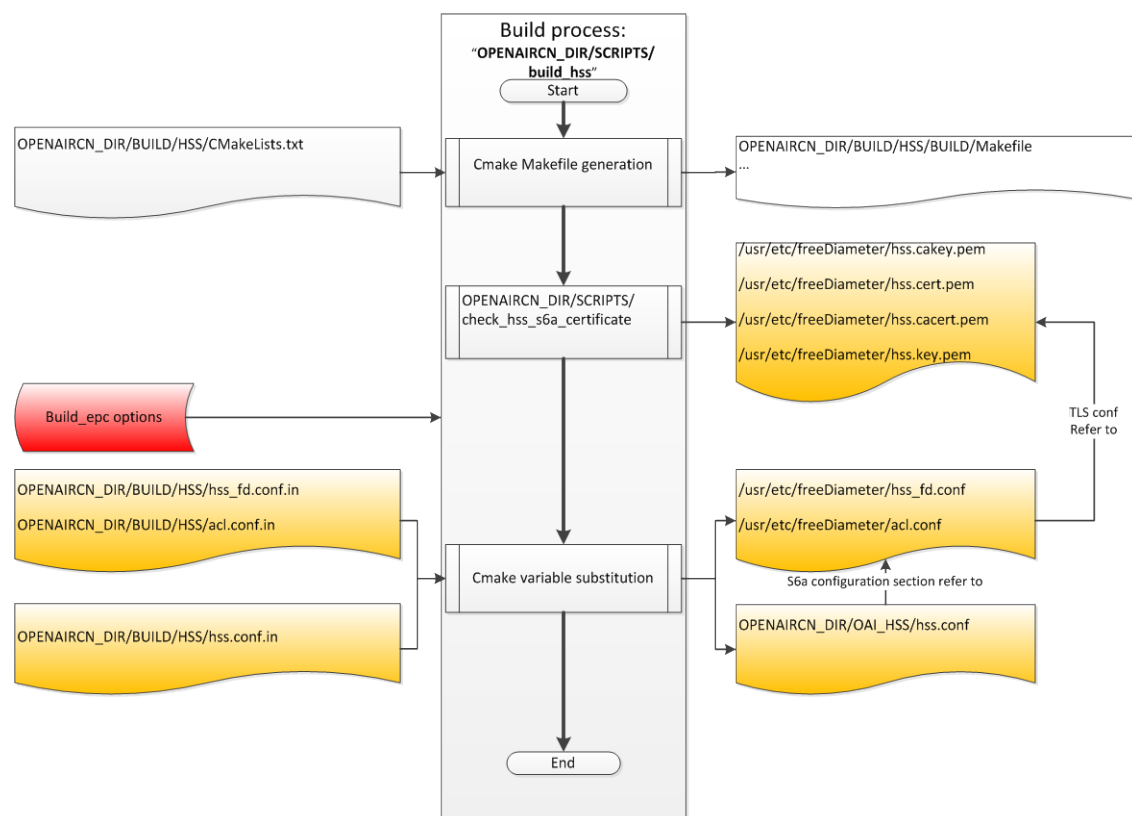 Build process:
“OPENAIRCN_DIR/SCRIPTS/
build_hss”
Start
OPENAIRCN_DIR/BUILD/HSS/CMakeLists.txt
Cmake Makefile generation
OPENAIRCN_DIR/BUILD/HSS/BUILD/Makefile
...
/usr/etc/freeDiameter/hss.cakey.pem
/usr/etc/freeDiameter/hss.cert.pem
/usr/etc/freeDiameter/hss.cacert.pem
/usr/etc/freeDiameter/hss.key.pem
OPENAIRCN_DIR/SCRIPTS/
check_hss_s6a_certificate
Build_epc options
TLS conf
Refer to
OPENAIRCN_DIR/BUILD/HSS/hss_fd.conf.in
OPENAIRCN_DIR/BUILD/HSS/acl.conf.in
/usr/etc/freeDiameter/hss_fd.conf
/usr/etc/freeDiameter/acl.conf
Cmake variable substitution
S6a configuration section refer to
OPENAIRCN_DIR/BUILD/HSS/hss.conf.in
OPENAIRCN_DIR/OAI_HSS/hss.conf
End